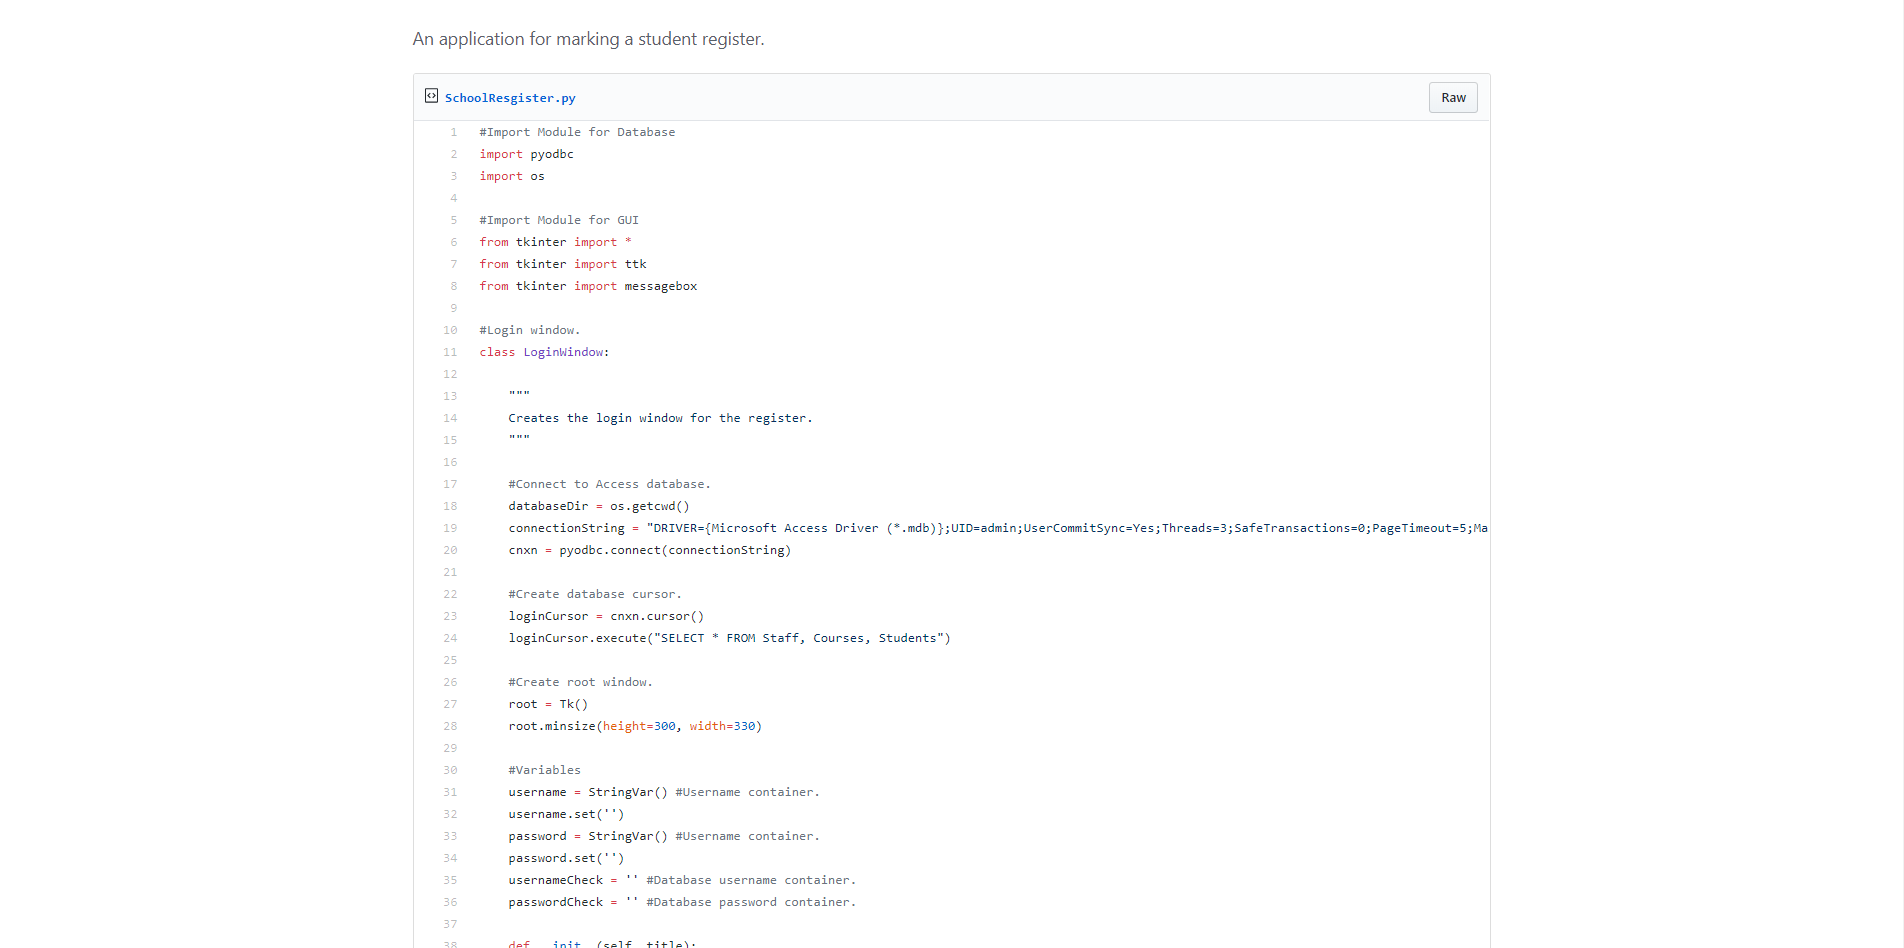 An application for marking a student register.
SchoolResgister.py
Raw
1 #Import Module for Database
2 import pyodbc
3 import os
4
5 #Import Module for GUI
6 from tkinter import *
7 from tkinter import ttk
8 from tkinter import messagebox
9
10 #Login window.
11 class LoginWindow:
12
13 """
14 Creates the login window for the register.
15 """
16
17 #Connect to Access database.
18 databaseDir = os.getcwd()
19 connectionString = "DRIVER={Microsoft Access Driver (*.mdb)};UID=admin;UserCommitSync=Yes;Threads=3;SafeTransactions=0;PageTimeout=5;Ma
20 cnxn = pyodbc.connect(connectionString)
21
22 #Create database cursor.
23 loginCursor = cnxn.cursor()
24 loginCursor.execute("SELECT * FROM Staff, Courses, Students")
25
26 #Create root window.
27 root = Tk()
28 root.minsize(height=300, width=330)
29
30 #Variables
31 username = StringVar() #Username container.
32 username.set('')
33 password = StringVar() #Username container.
34 password.set('')
35 usernameCheck = '' #Database username container.
36 passwordCheck = '' #Database password container.
37
38 def __init__(self, title):